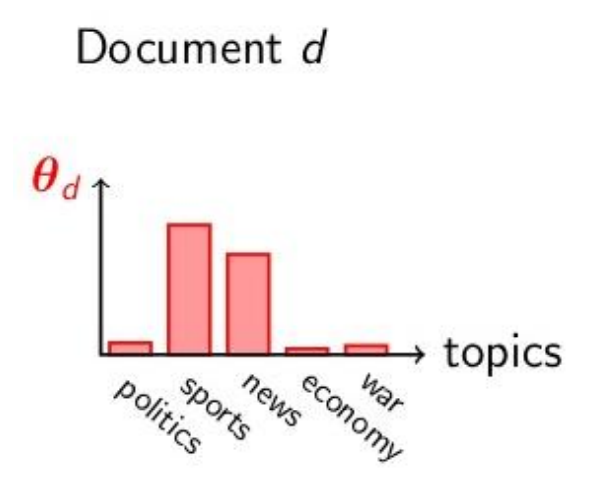 Document d
θd
topics
politics
sports
news
economy
war